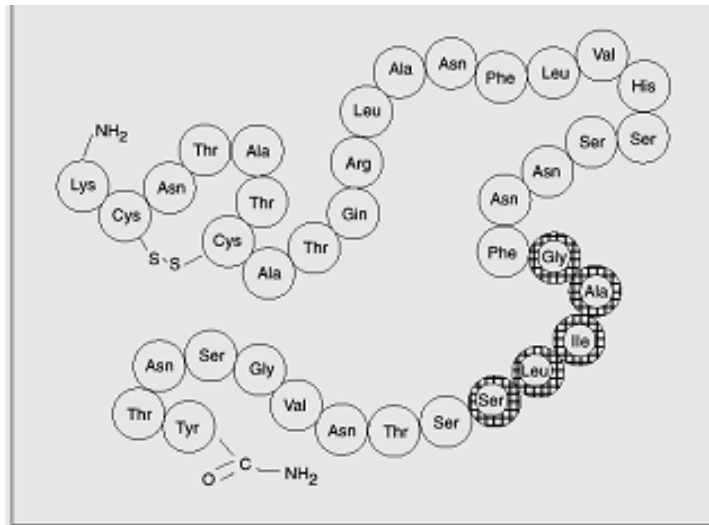 NH₂
Lys
Cys
S
S
Asn
Thr
Ala
Thr
Cys
Ala
Thr
Gin
Arg
Leu
Ala
Asn
Phe
Leu
Val
His
Ser
Ser
Asn
Asn
Phe
Gly
Ala
Ile
Leu
Ser
Ser
Thr
Asn
Val
Gly
Ser
Asn
Thr
Tyr
C
O
NH₂